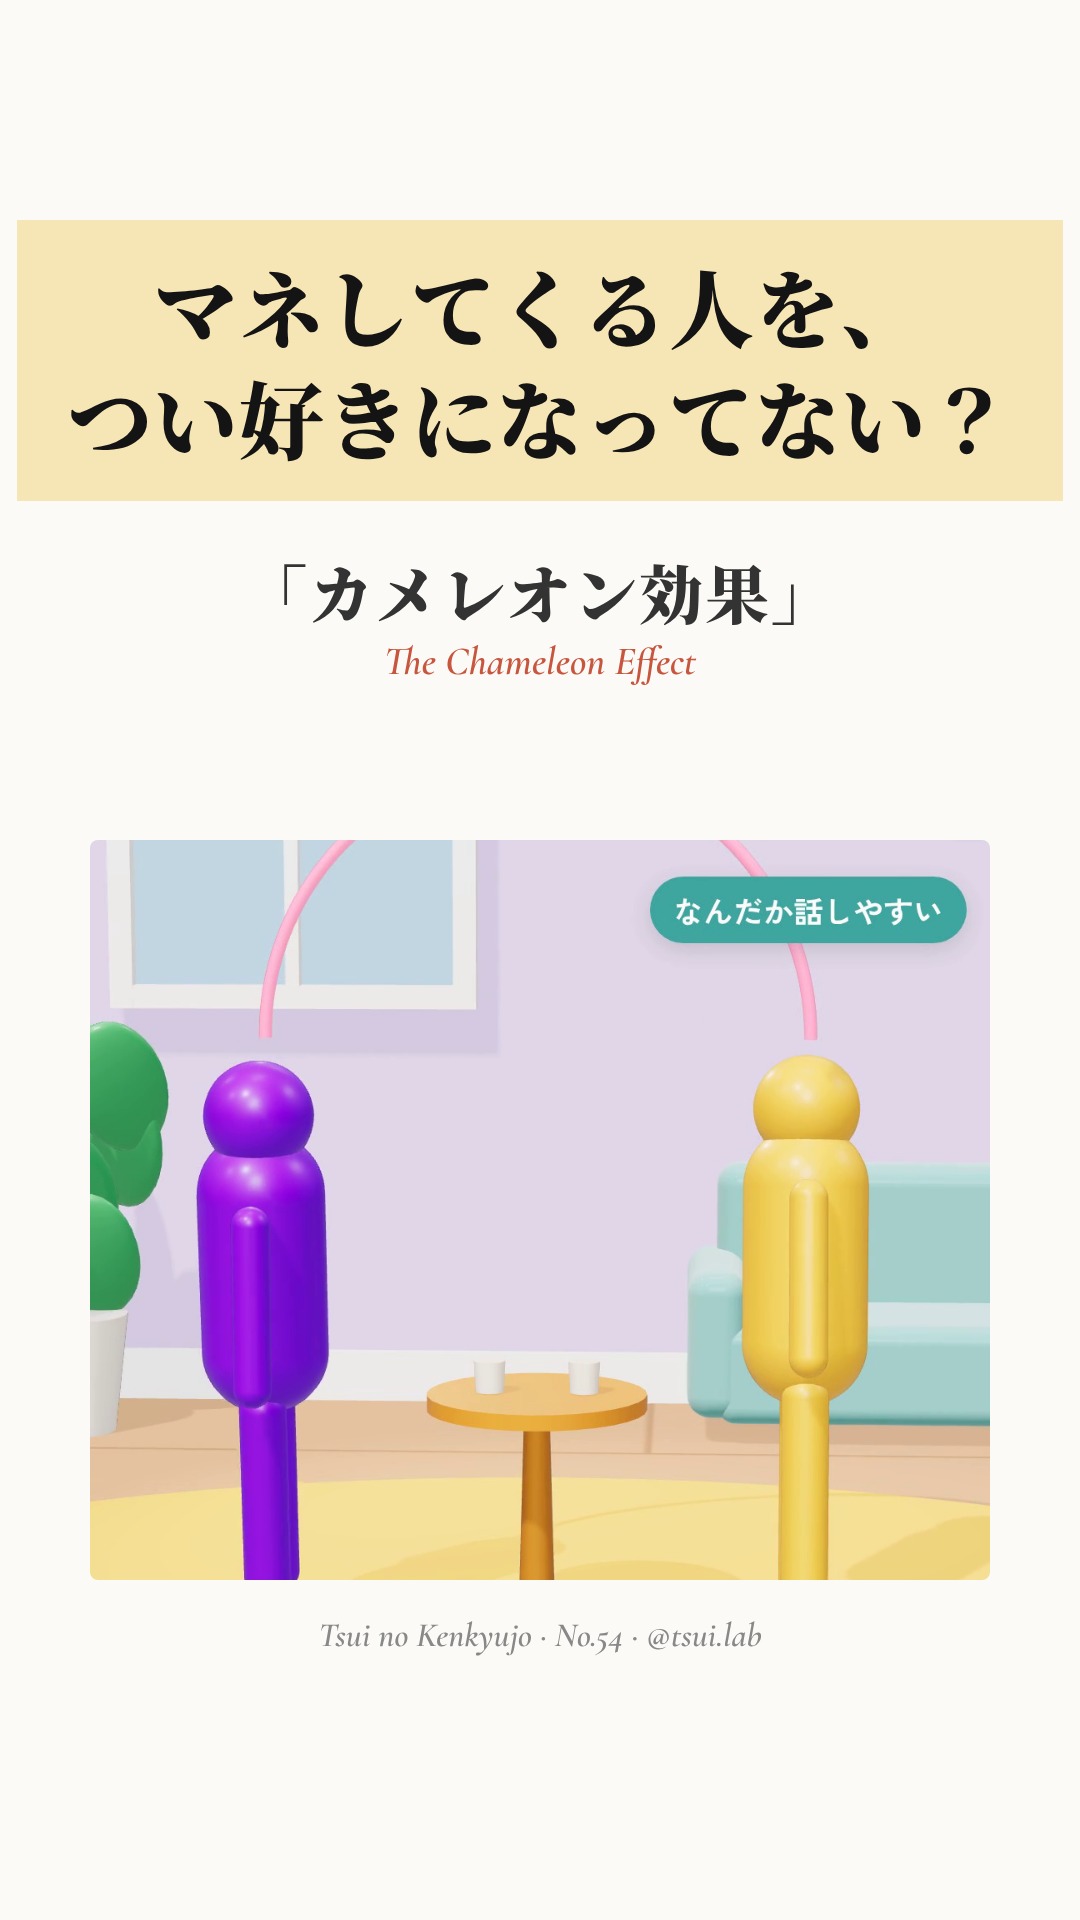 マネしてくる人を、
つい好きになってない？
「カメレオン効果」
The Chameleon Effect
なんだか話しやすい
Tsui no Kenkyujo · No.54 · @tsui.lab